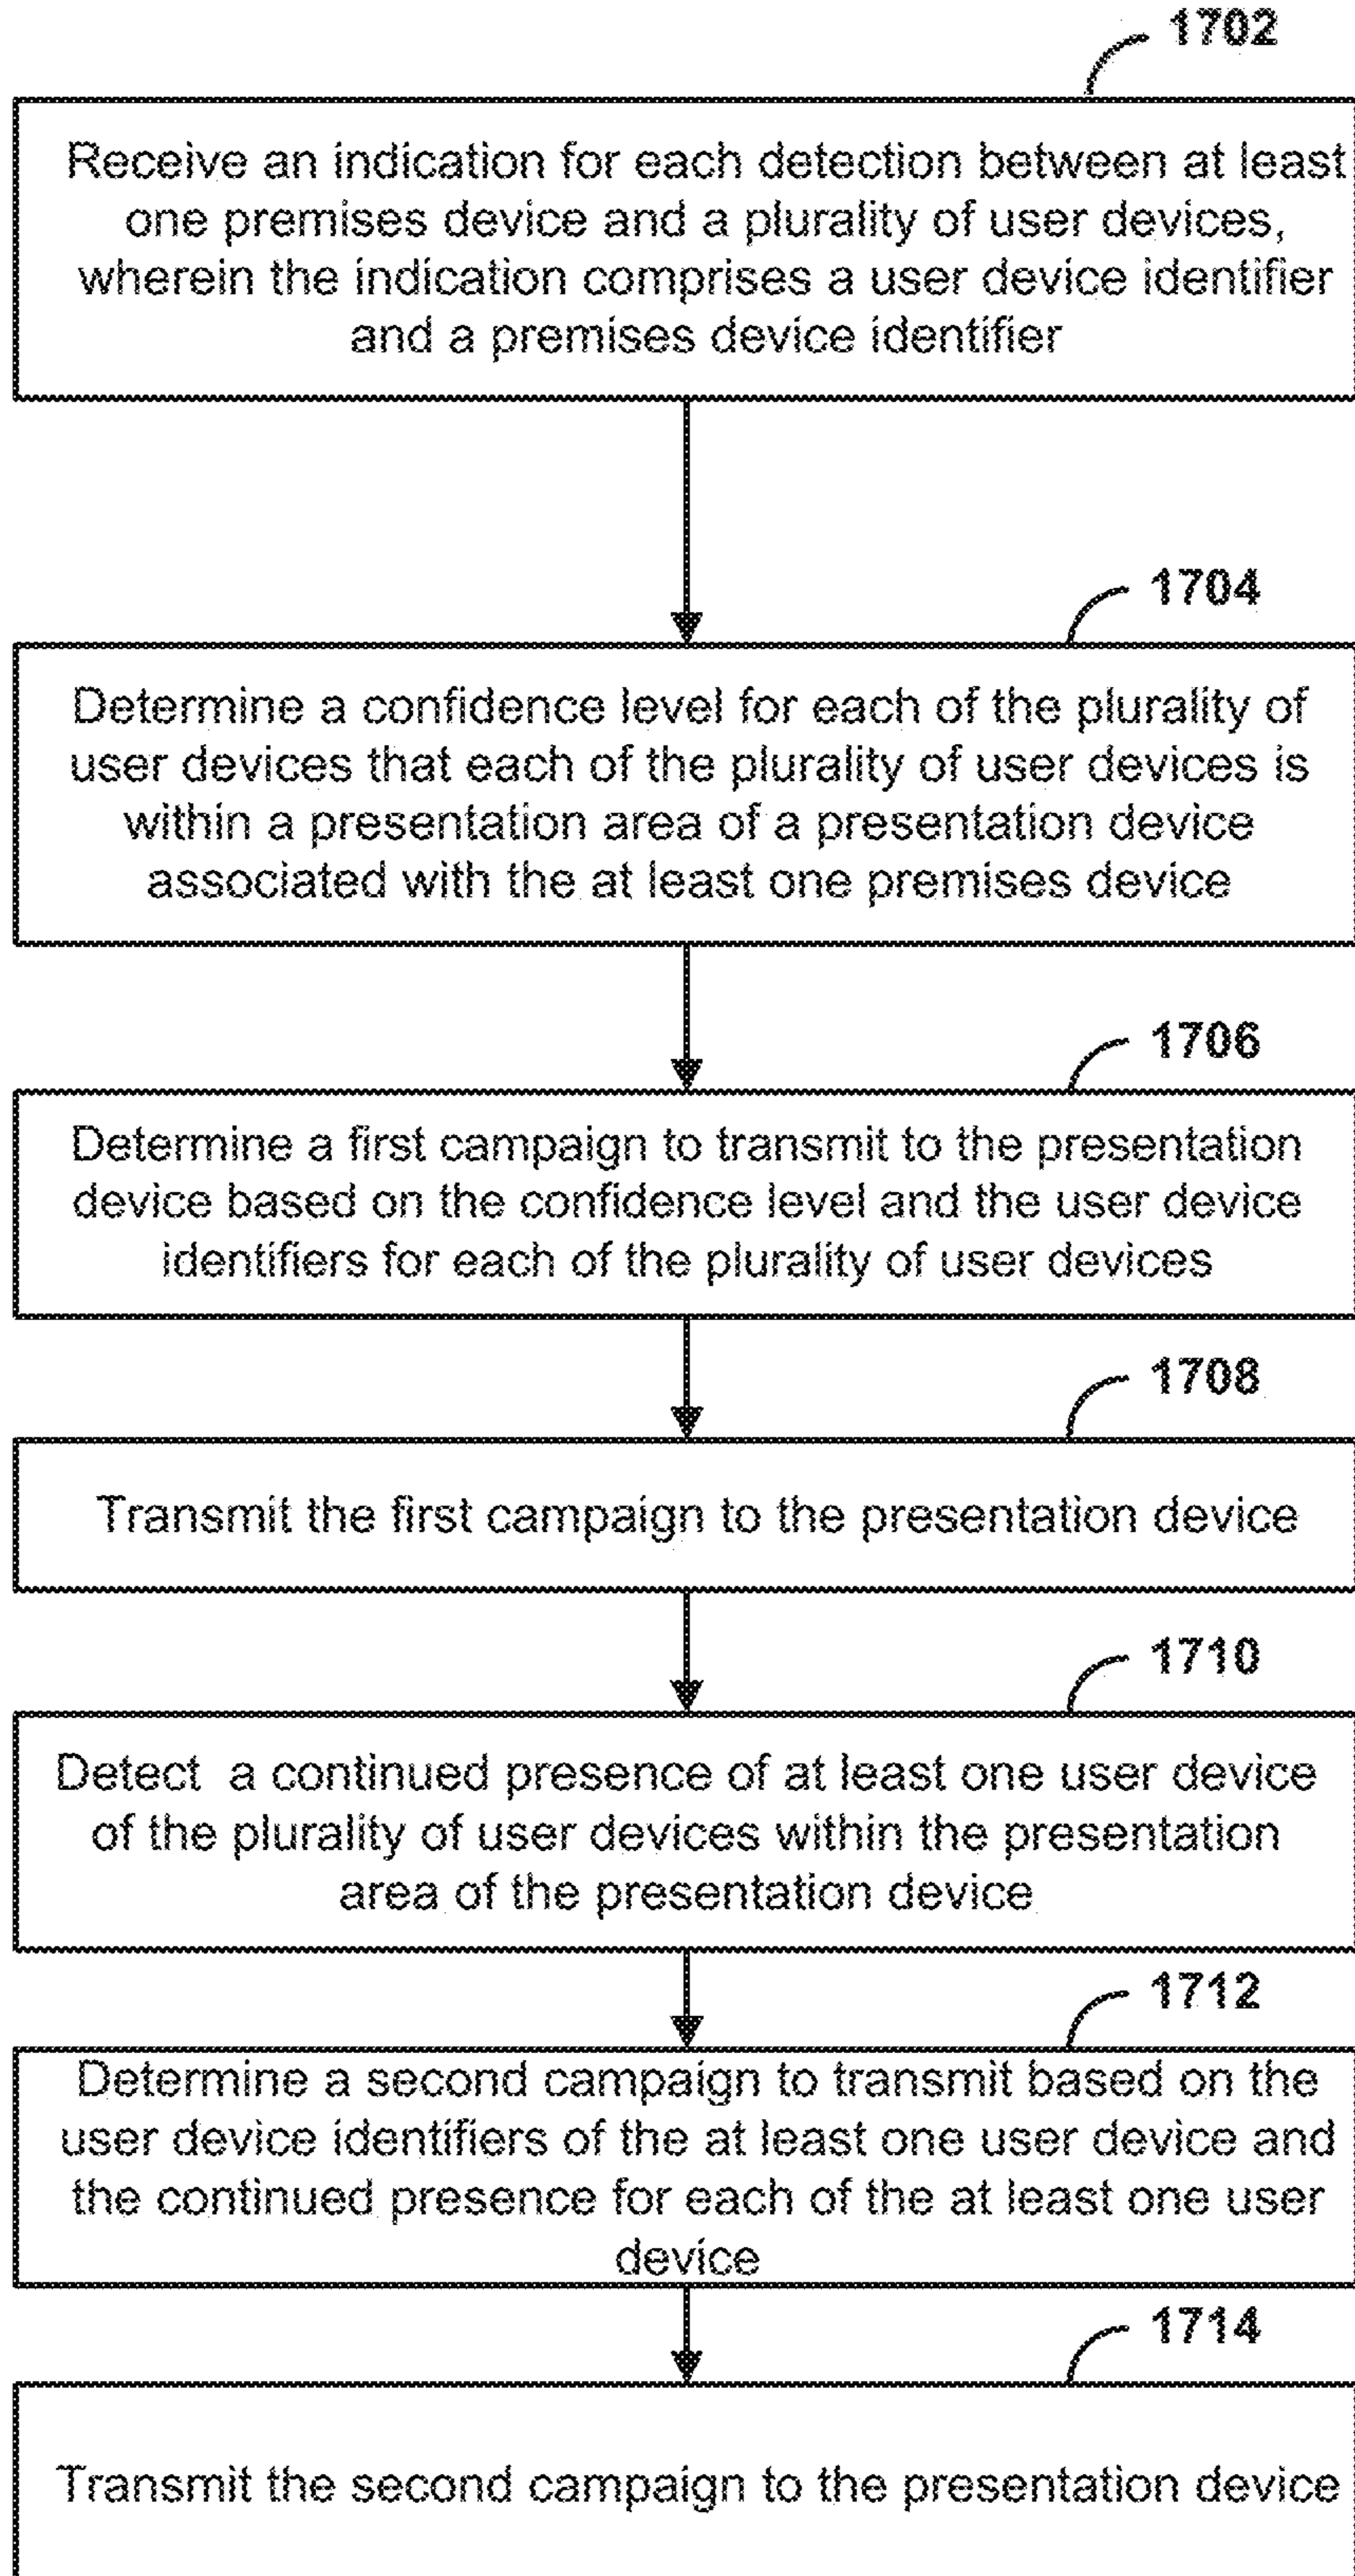 1702
Receive an indication for each detection between at least
one premises device and a plurality of user devices,
wherein the indication comprises a user device identifier
and a premises device identifier
1704
Determine a confidence level for each of the plurality of
user devices that each of the plurality of user devices is
within a presentation area of a presentation device
associated with the at least one premises device
1706
Determine a first campaign to transmit to the presentation
device based on the confidence level and the user device
identifiers for each of the plurality of user devices
1708
Transmit the first campaign to the presentation device
1710
Detect a continued presence of at least one user device
of the plurality of user devices within the presentation
area of the presentation device
1712
Determine a second campaign to transmit based on the
user device identifiers of the at least one user device and
the continued presence for each of the at least one user
device
1714
Transmit the second campaign to the presentation device